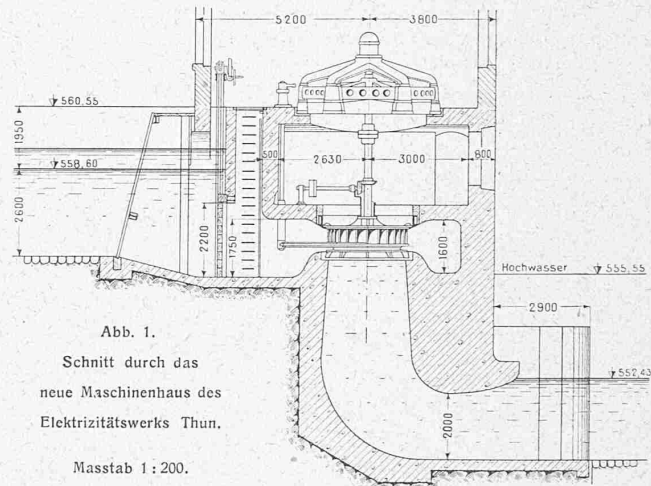 5200
3800
560,55
1950
558,60
500
2630
3000
800
2600
2200
1750
1600
Hochwasser
555,55
2900
Abb. 1.
Schnitt durch das
neue Maschinenhaus des
Elektrizitätswerks Thun.
Masstab 1 : 200.
552,43
2000